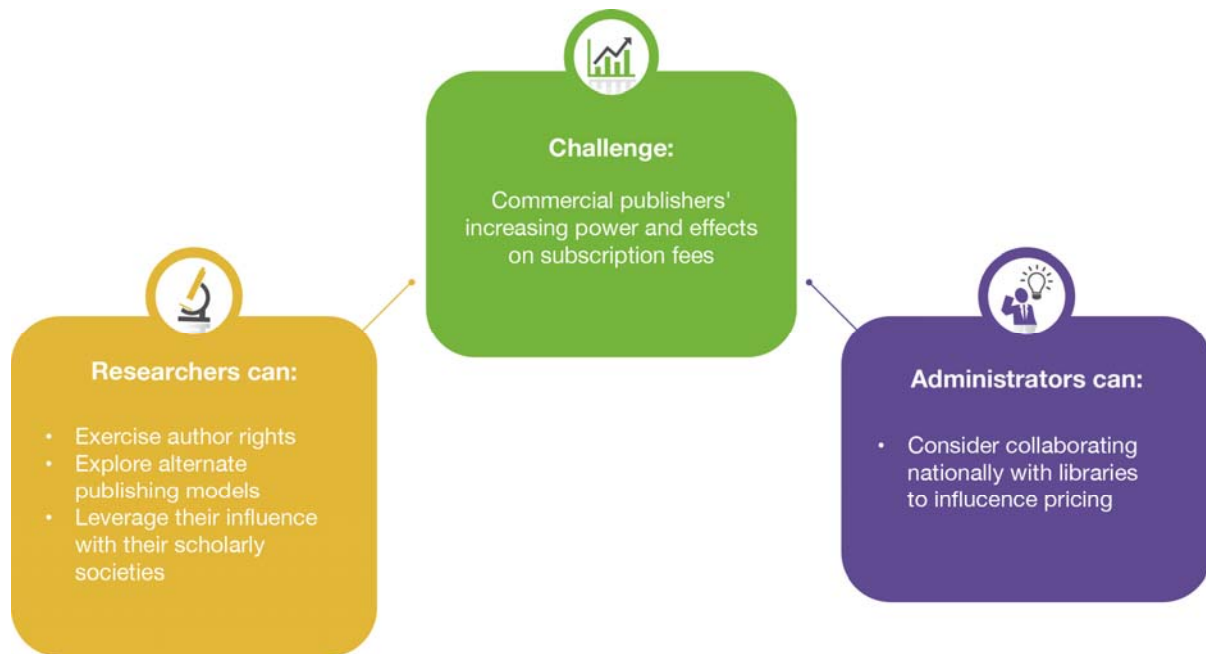 Challenge:
Commercial publishers'
increasing power and effects
on subscription fees
Researchers can:
• Exercise author rights
• Explore alternate
publishing models
• Leverage their influence
with their scholarly
societies
Administrators can:
• Consider collaborating
nationally with libraries
to influcence pricing